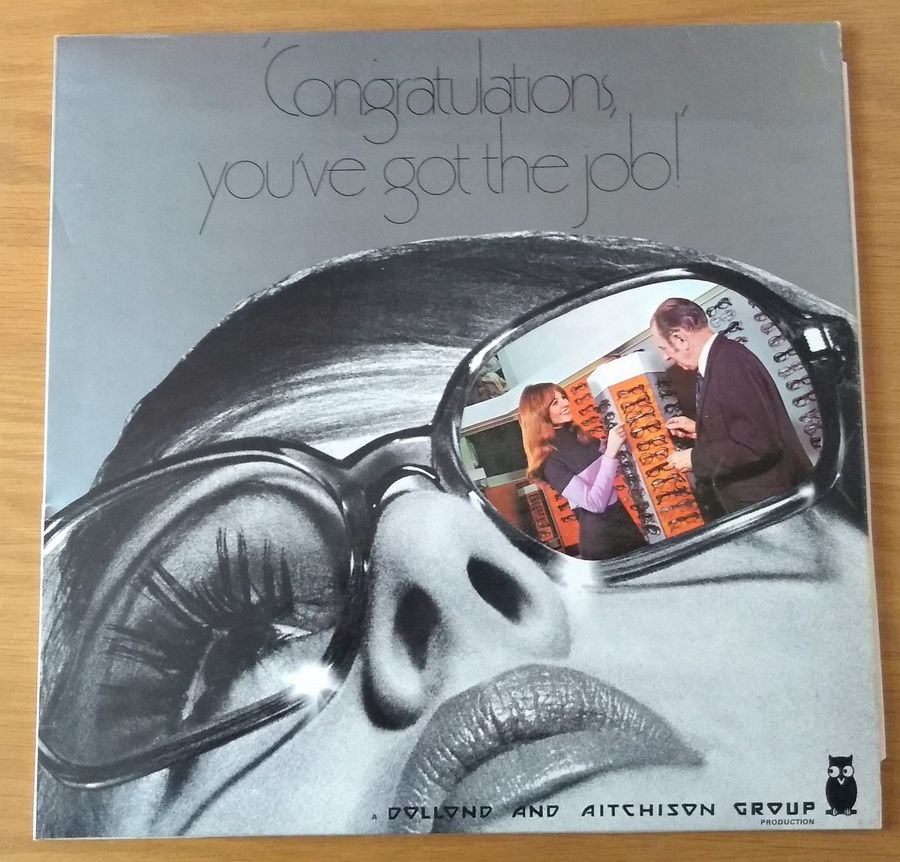 'Congratulations,
you've got the job!'
A DOLLOND AND AITCHISON GROUP
PRODUCTION